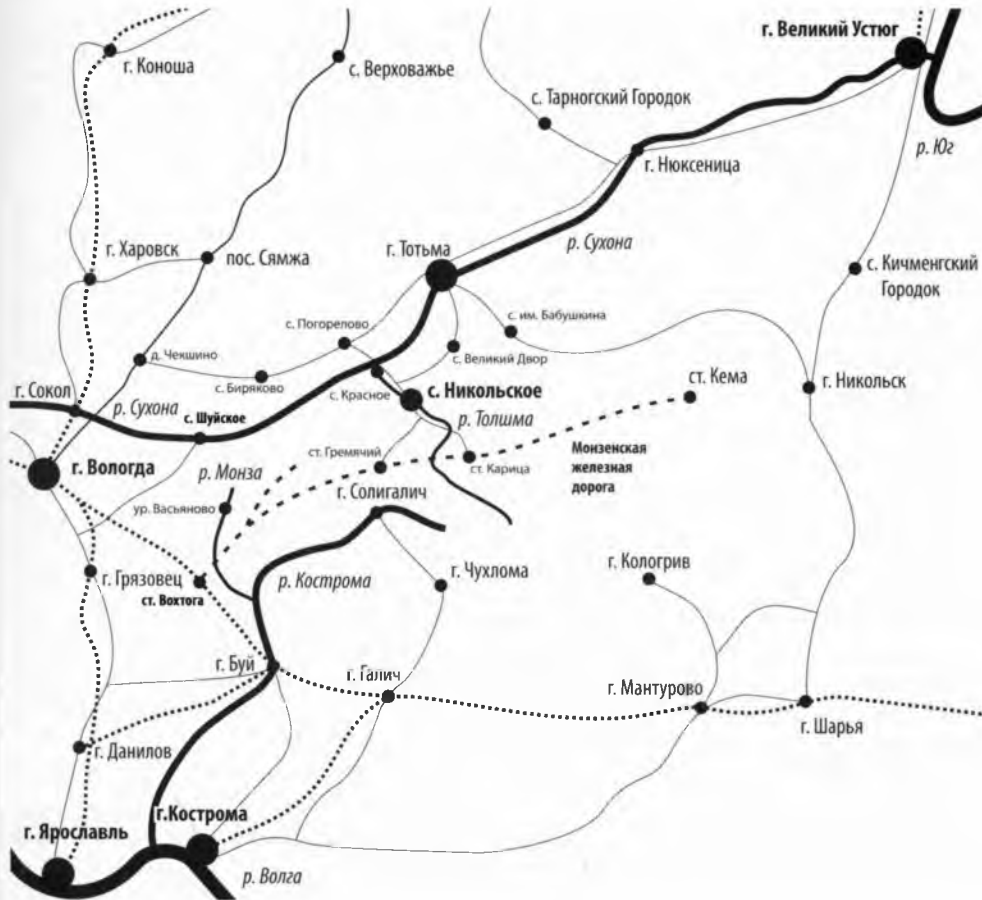 г. Великий Устюг
г. Коноша
с. Верховажье
с. Тарногский Городок
р. Юг
г. Нюксеница
г. Харовск
пос. Сямжа
г. Тотьма
р. Сухона
с. Кичменгский
Городок
с. Погорелово
с. им. Бабушкина
д. Чекшино
с. Великий Двор
г. Сокол
р. Сухона
с. Биряково
с. Красное
с. Никольское
ст. Кема
г. Никольск
с. Шуйское
р. Толшма
г. Вологда
р. Монза
ст. Гремячий
ст. Карица
Монзенская
железная
дорога
ур. Васьяново
г. Солигалич
г. Грязовец
ст. Вохтога
р. Кострома
г. Чухлома
г. Кологрив
г. Буй
г. Галич
г. Мантурово
г. Шарья
г. Данилов
г. Ярославль
г.Кострома
р. Волга